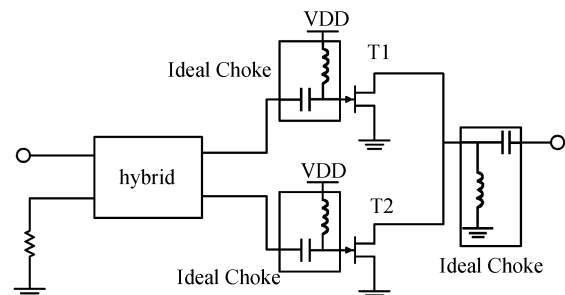 VDD
T1
Ideal Choke
hybrid
VDD
T2
Ideal Choke
Ideal Choke